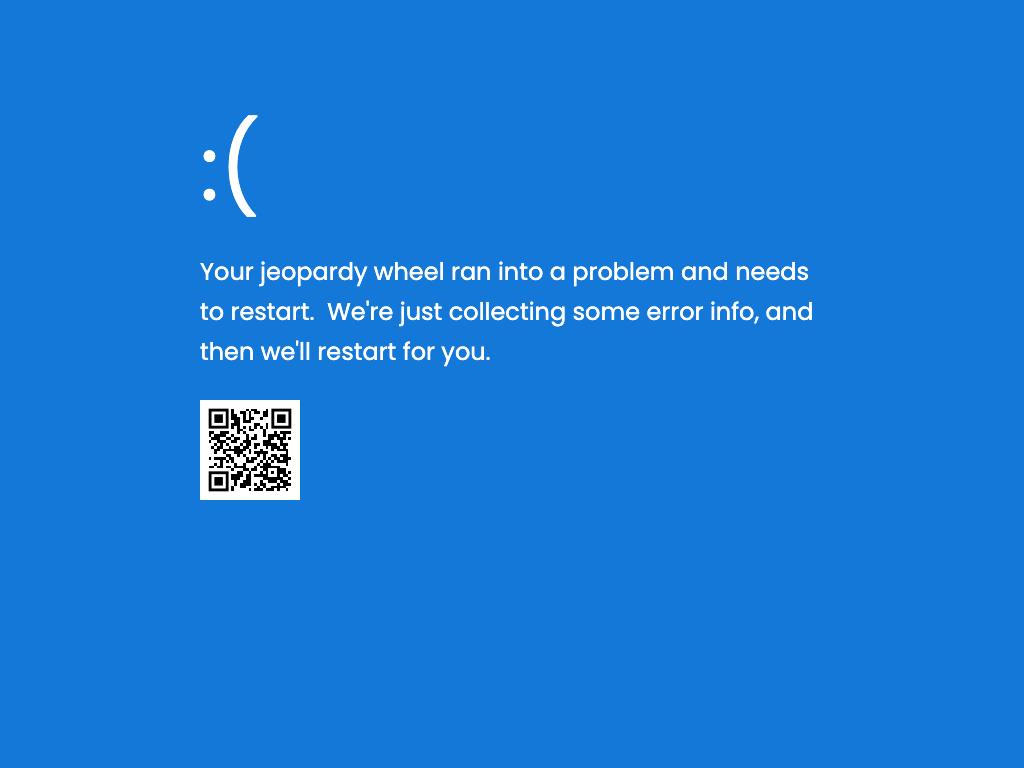 :(
Your jeopardy wheel ran into a problem and needs
to restart.  We're just collecting some error info, and
then we'll restart for you.